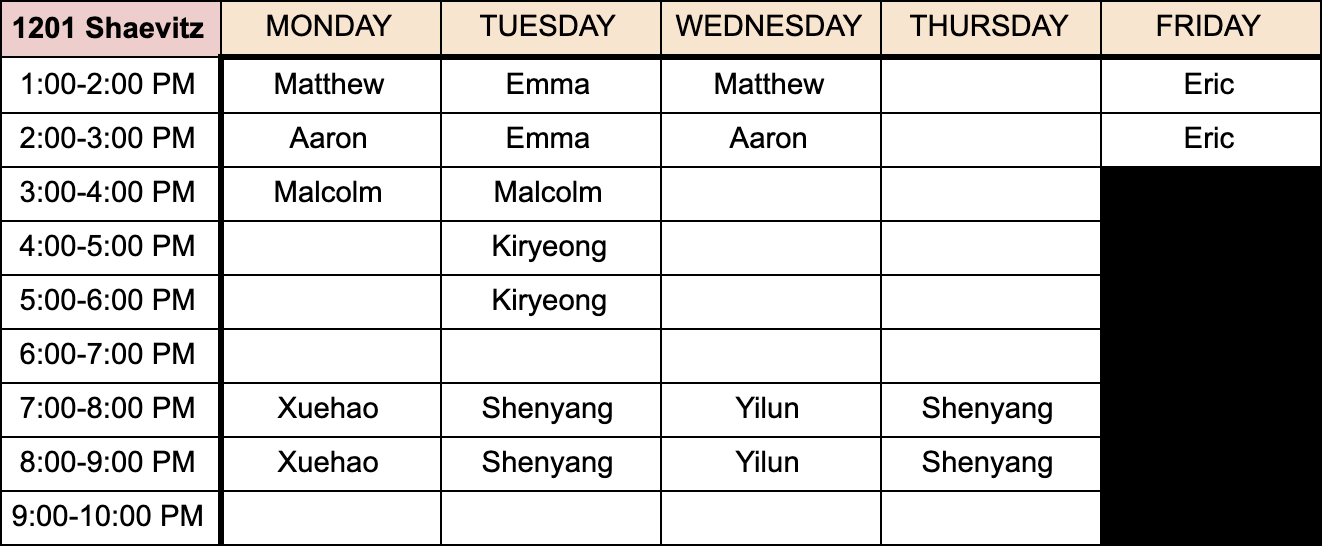 1201 Shaevitz MONDAY TUESDAY WEDNESDAY THURSDAY FRIDAY
1:00-2:00 PM Matthew Emma Matthew Eric
2:00-3:00 PM Aaron Emma Aaron Eric
3:00-4:00 PM Malcolm Malcolm
4:00-5:00 PM Kiryeong
5:00-6:00 PM Kiryeong
6:00-7:00 PM
7:00-8:00 PM Xuehao Shenyang Yilun Shenyang
8:00-9:00 PM Xuehao Shenyang Yilun Shenyang
9:00-10:00 PM